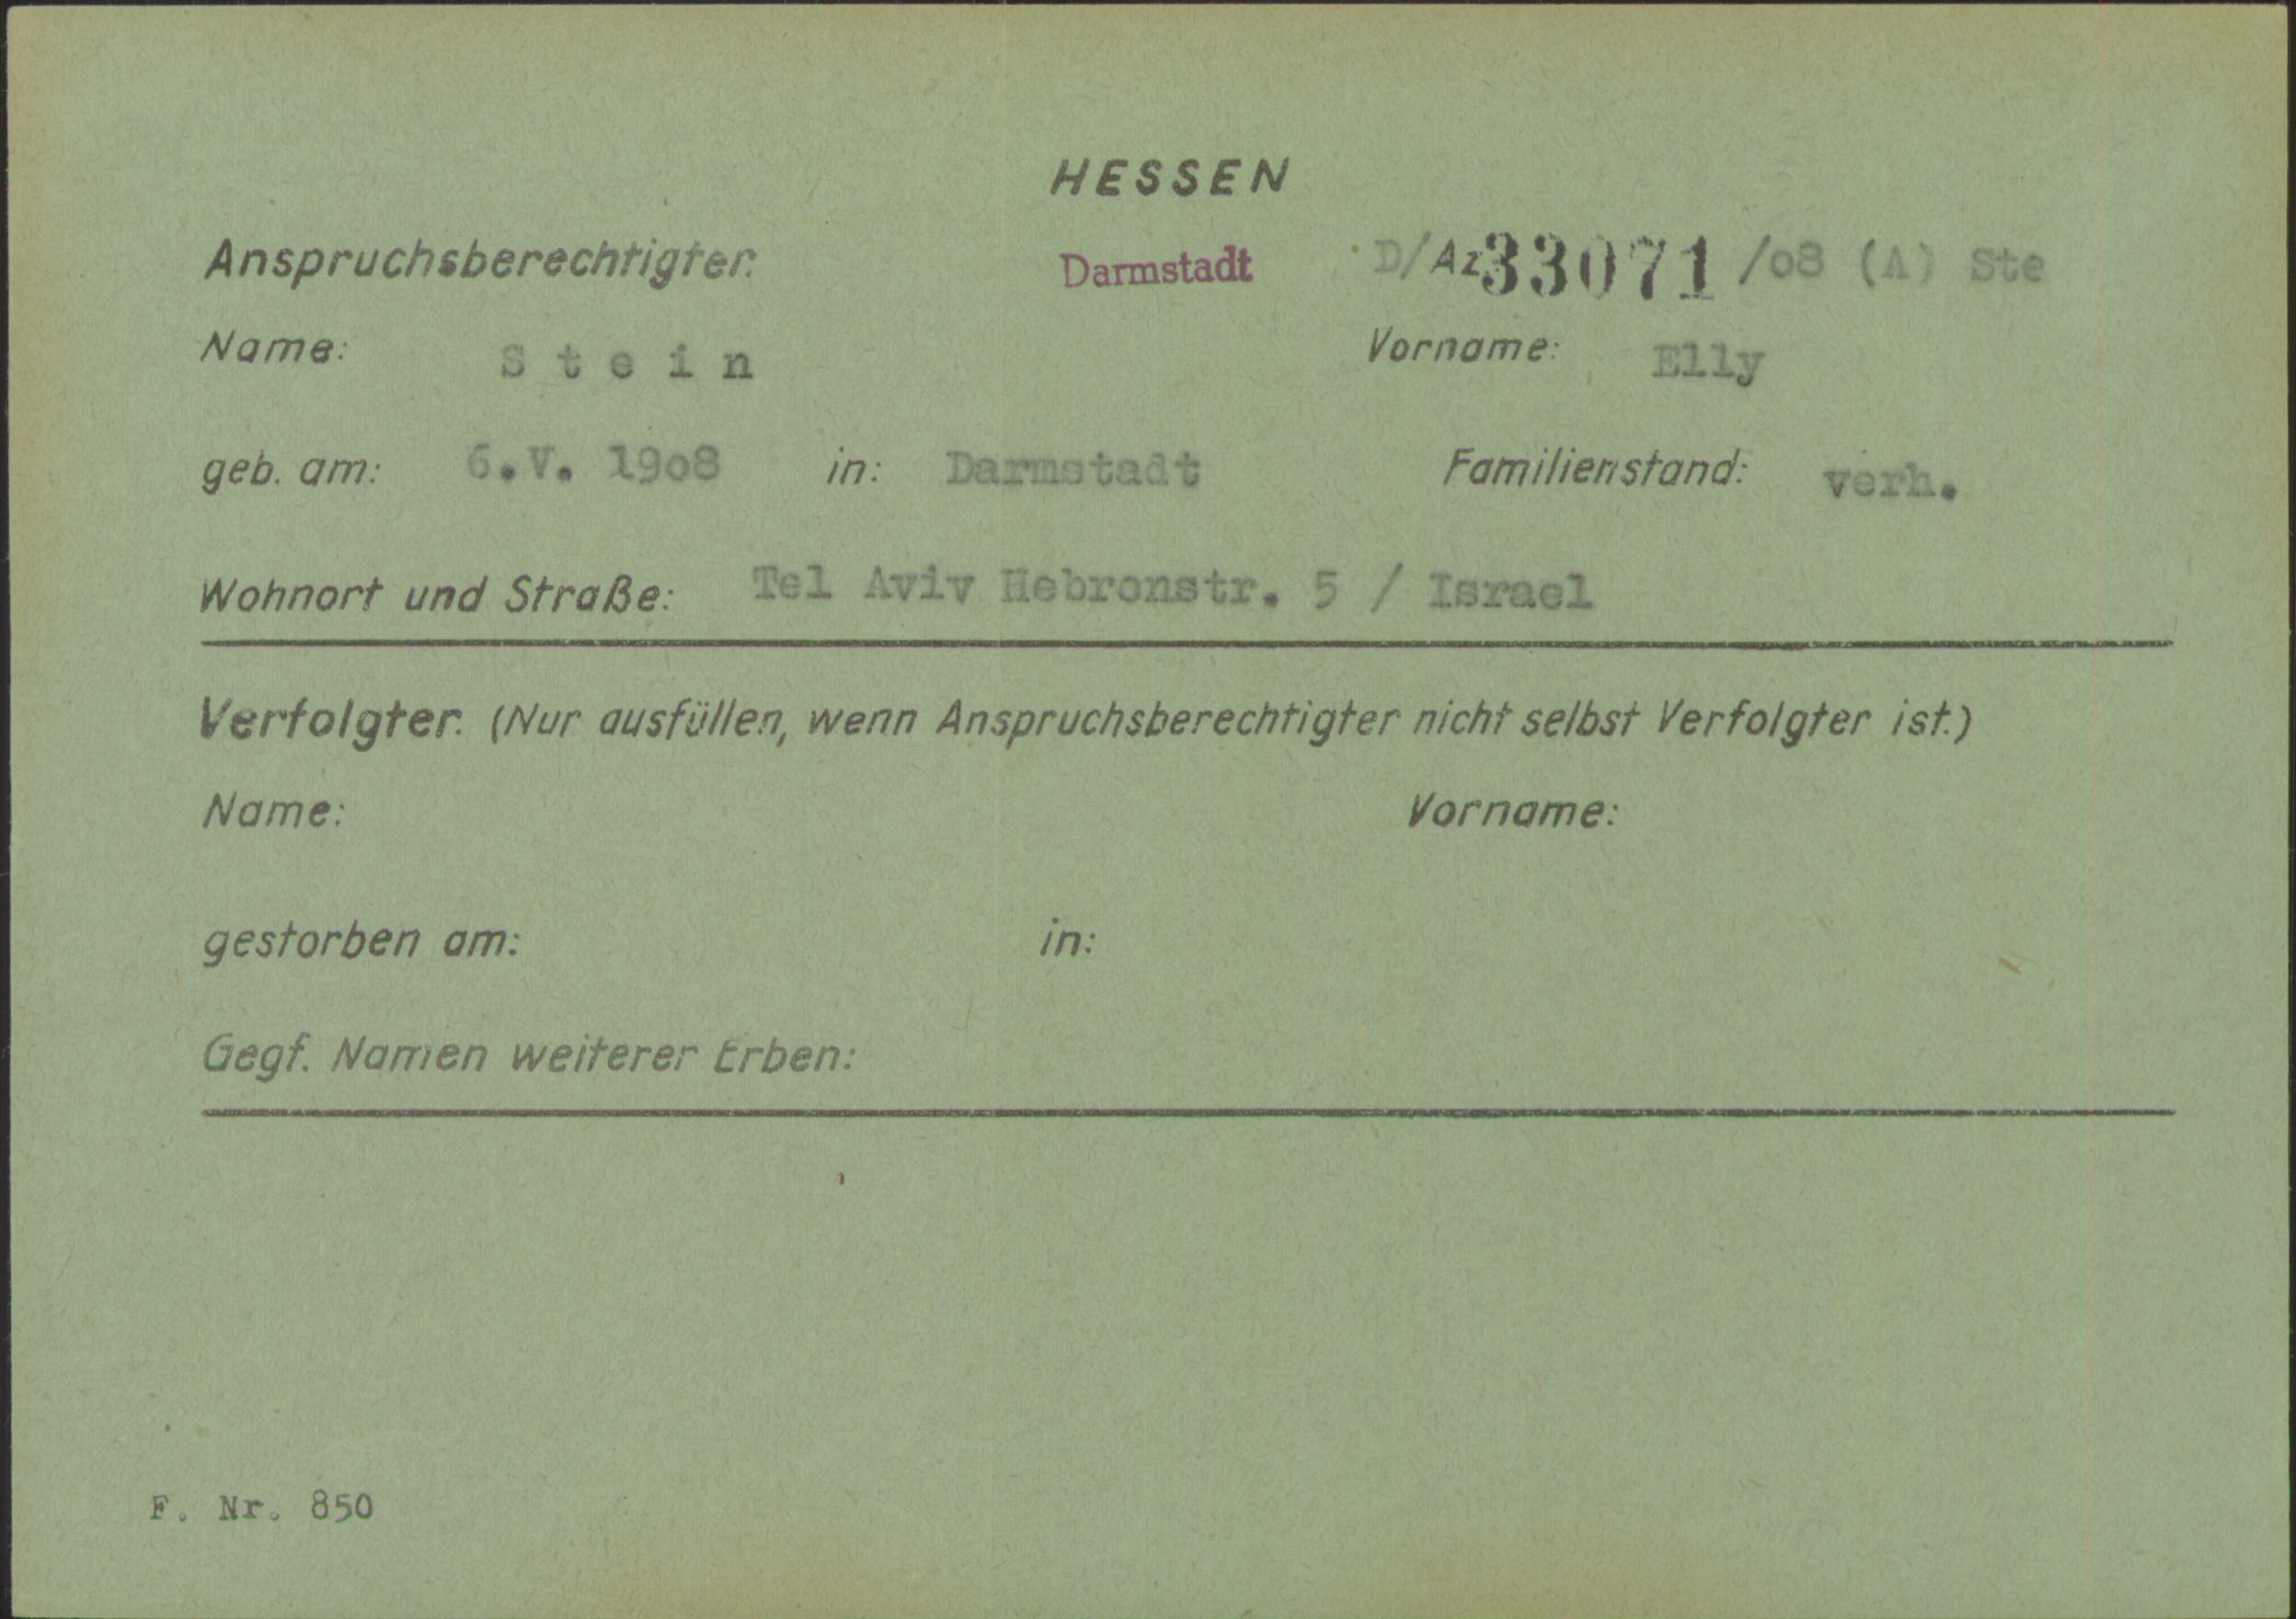 HESSEN
Anspruchsberechtigter: Darmstadt D/Az 33071 /o8 (A) Ste
Name: Stein Vorname: Elly
geb. am: 6.V. 19o8 in: Darmstadt Familienstand: verh.
Wohnort und Straße: Tel Aviv Hebronstr. 5 / Israel
Verfolgter: (Nur ausfüllen, wenn Anspruchsberechtigter nicht selbst Verfolgter ist.)
Name: Vorname:
gestorben am: in:
Gegf. Namen weiterer Erben:
F. Nr. 850